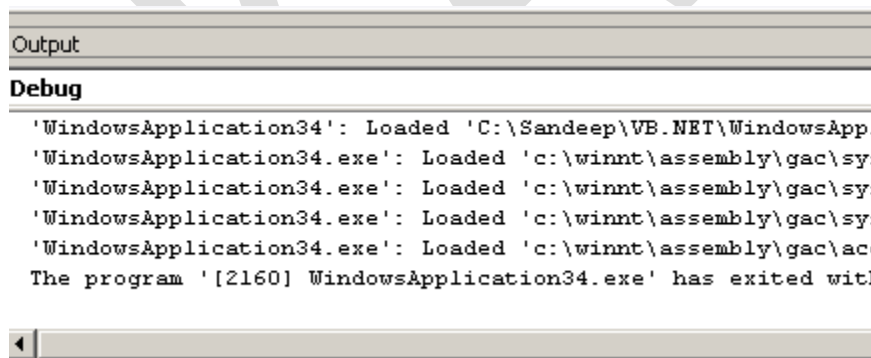 Output
Debug
'WindowsApplication34': Loaded 'C:\Sandeep\VB.NET\WindowsApp
'WindowsApplication34.exe': Loaded 'c:\winnt\assembly\gac\sy
'WindowsApplication34.exe': Loaded 'c:\winnt\assembly\gac\sy
'WindowsApplication34.exe': Loaded 'c:\winnt\assembly\gac\sy
'WindowsApplication34.exe': Loaded 'c:\winnt\assembly\gac\ac
The program '[2160] WindowsApplication34.exe' has exited with